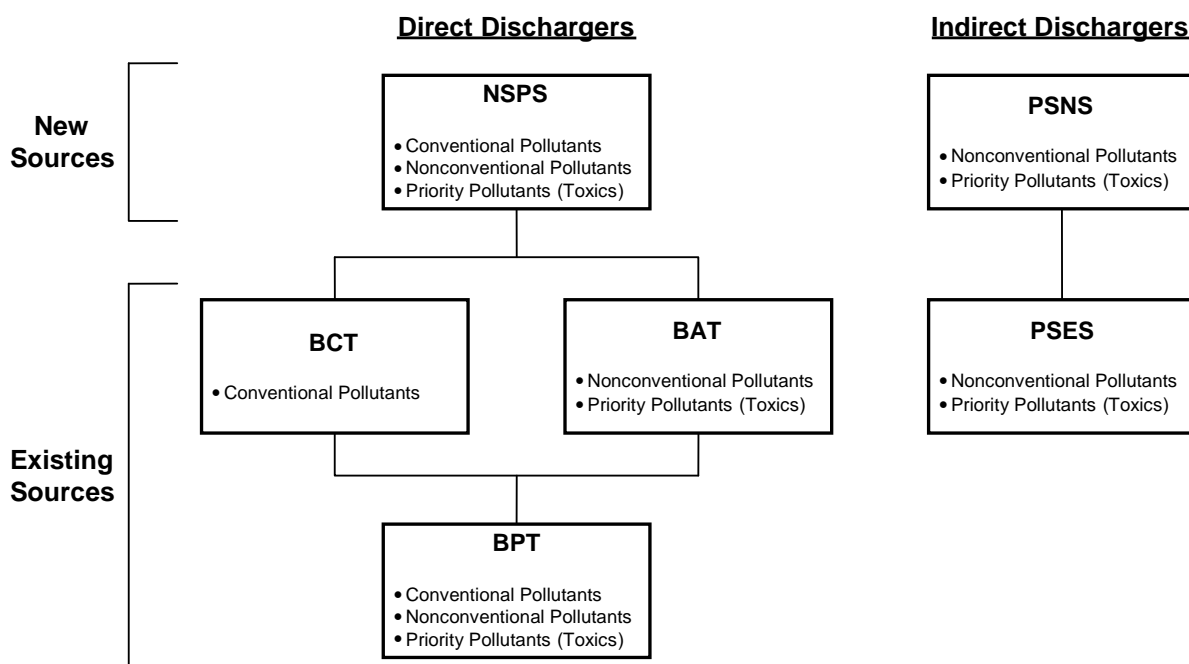 Direct Dischargers
Indirect Dischargers
New
Sources
NSPS
• Conventional Pollutants
• Nonconventional Pollutants
• Priority Pollutants (Toxics)
PSNS
• Nonconventional Pollutants
• Priority Pollutants (Toxics)
Existing
Sources
BCT
• Conventional Pollutants
BAT
• Nonconventional Pollutants
• Priority Pollutants (Toxics)
PSES
• Nonconventional Pollutants
• Priority Pollutants (Toxics)
BPT
• Conventional Pollutants
• Nonconventional Pollutants
• Priority Pollutants (Toxics)